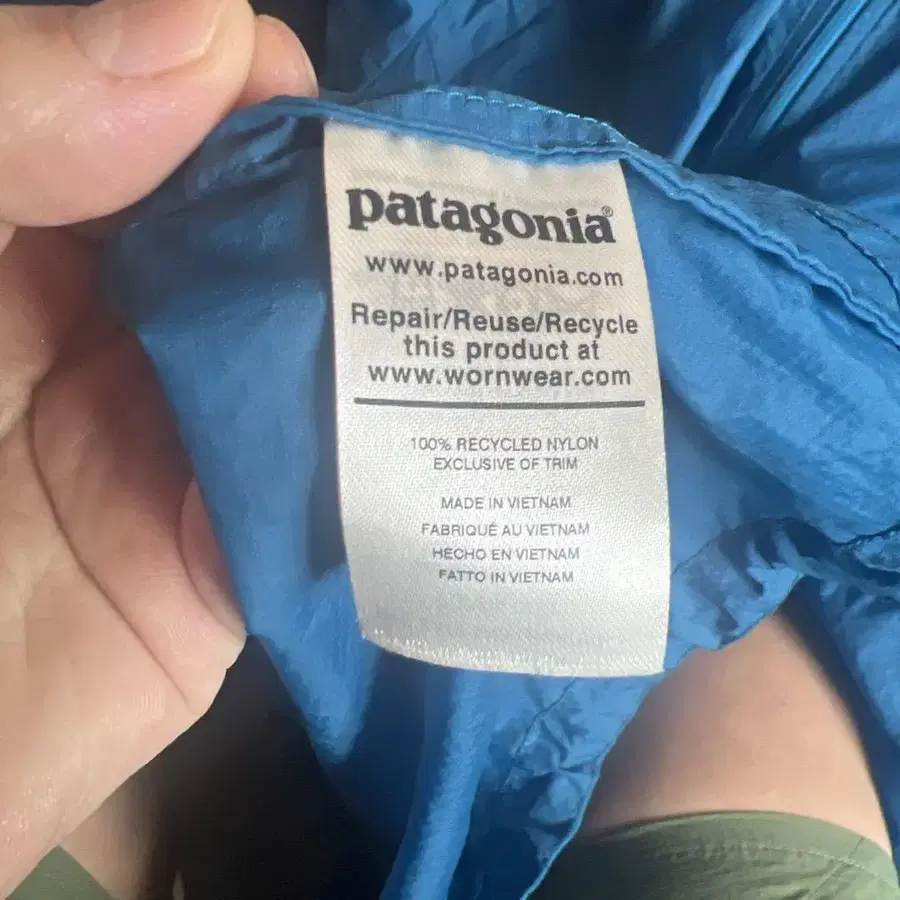 patagonia®
www.patagonia.com
Repair/Reuse/Recycle
this product at
www.wornwear.com
100% RECYCLED NYLON
EXCLUSIVE OF TRIM
MADE IN VIETNAM
FABRIQUÉ AU VIETNAM
HECHO EN VIETNAM
FATTO IN VIETNAM